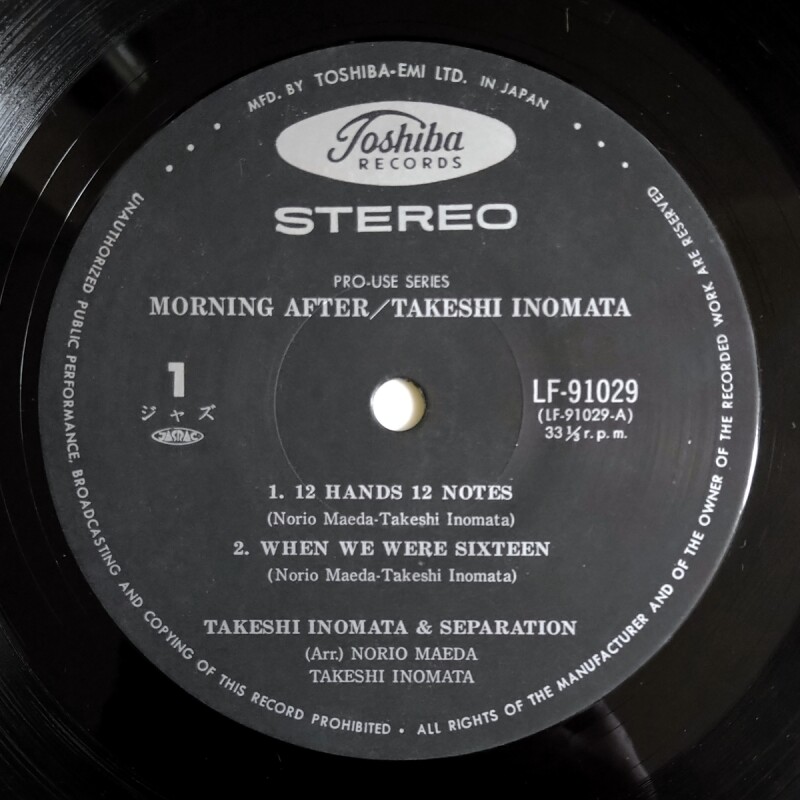 MFD. BY TOSHIBA-EMI LTD. IN JAPAN
Toshiba
RECORDS
STEREO
PRO-USE SERIES
MORNING AFTER/TAKESHI INOMATA
1
ジャズ
JASRAC
LF-91029
(LF-91029-A)
33⅓ r.p.m.
1. 12 HANDS 12 NOTES
(Norio Maeda-Takeshi Inomata)
2. WHEN WE WERE SIXTEEN
(Norio Maeda-Takeshi Inomata)
TAKESHI INOMATA & SEPARATION
(Arr.) NORIO MAEDA
TAKESHI INOMATA
UNAUTHORIZED PUBLIC PERFORMANCE, BROADCASTING AND COPYING OF THIS RECORD PROHIBITED • ALL RIGHTS OF THE MANUFACTURER AND OF THE OWNER OF THE RECORDED WORK ARE RESERVED